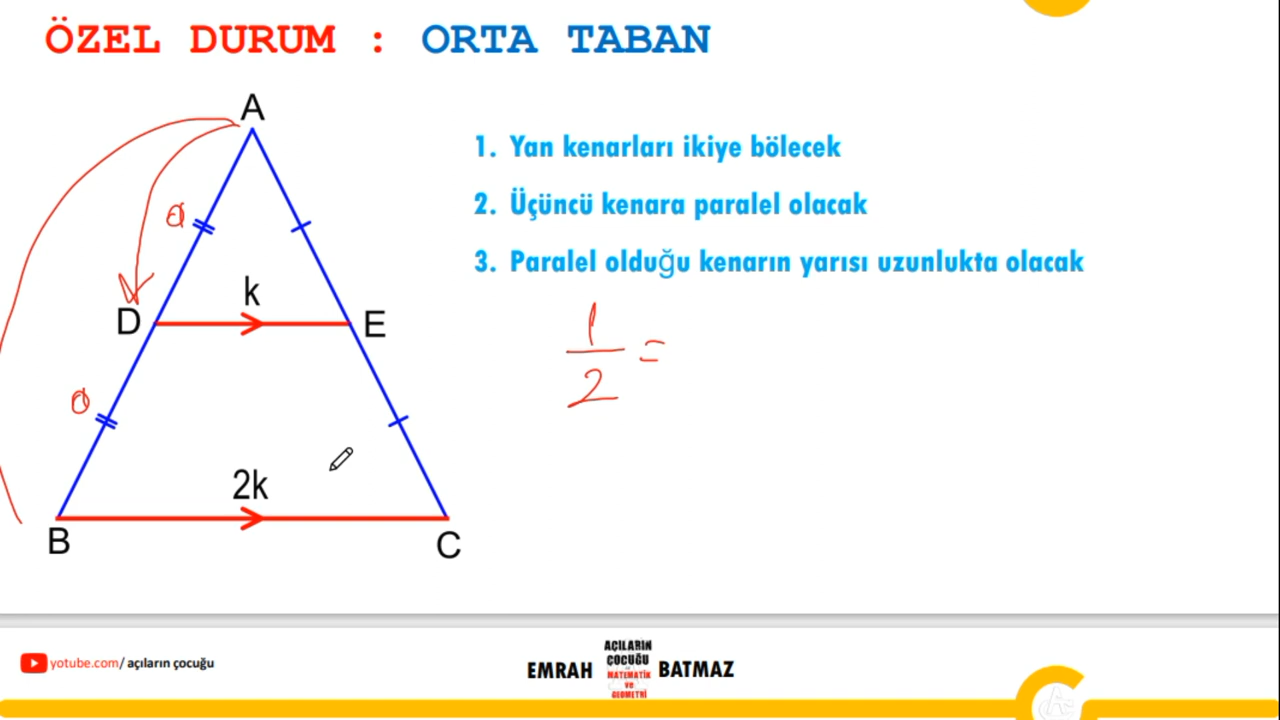 ÖZEL DURUM : ORTA TABAN
A
1. Yan kenarları ikiye bölecek
2. Üçüncü kenara paralel olacak
3. Paralel olduğu kenarın yarısı uzunlukta olacak
a
k
D
E
1
2
=
a
2k
B
C
yotube.com/ açıların çocuğu
EMRAH
AÇILARIN
ÇOCUĞU
MATEMATİK
ve
GEOMETRİ
BATMAZ